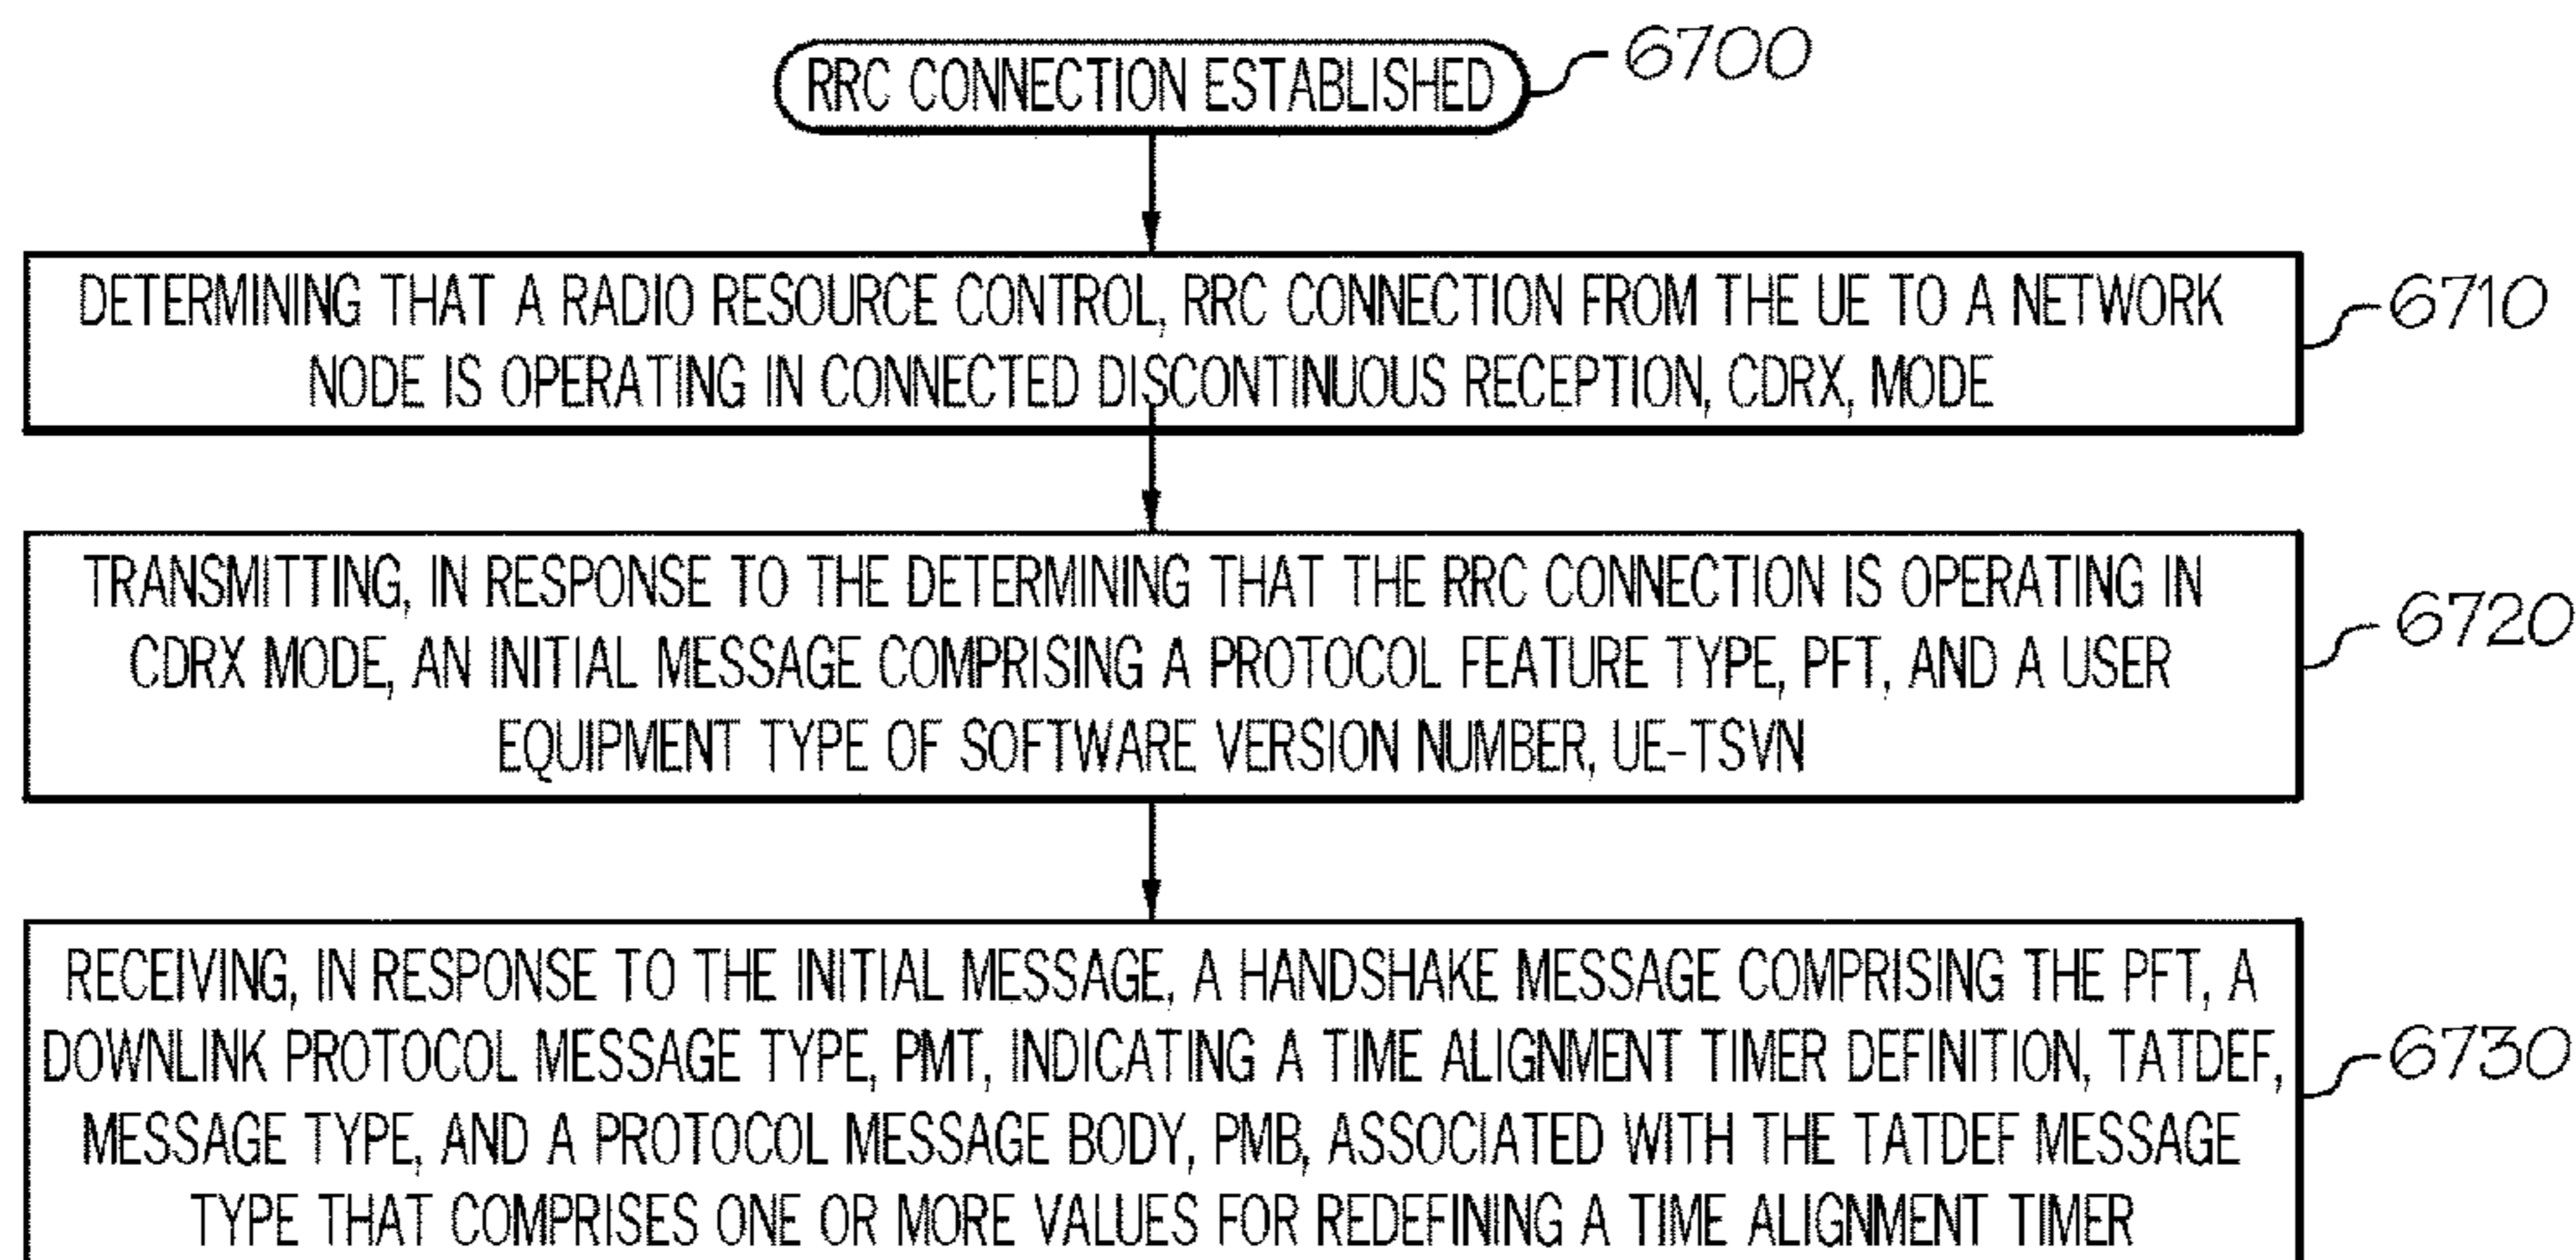 RRC CONNECTION ESTABLISHED
6700
DETERMINING THAT A RADIO RESOURCE CONTROL, RRC CONNECTION FROM THE UE TO A NETWORK
NODE IS OPERATING IN CONNECTED DISCONTINUOUS RECEPTION, CDRX, MODE
6710
TRANSMITTING, IN RESPONSE TO THE DETERMINING THAT THE RRC CONNECTION IS OPERATING IN
CDRX MODE, AN INITIAL MESSAGE COMPRISING A PROTOCOL FEATURE TYPE, PFT, AND A USER
EQUIPMENT TYPE OF SOFTWARE VERSION NUMBER, UE-TSVN
6720
RECEIVING, IN RESPONSE TO THE INITIAL MESSAGE, A HANDSHAKE MESSAGE COMPRISING THE PFT, A
DOWNLINK PROTOCOL MESSAGE TYPE, PMT, INDICATING A TIME ALIGNMENT TIMER DEFINITION, TATDEF,
MESSAGE TYPE, AND A PROTOCOL MESSAGE BODY, PMB, ASSOCIATED WITH THE TATDEF MESSAGE
TYPE THAT COMPRISES ONE OR MORE VALUES FOR REDEFINING A TIME ALIGNMENT TIMER
6730